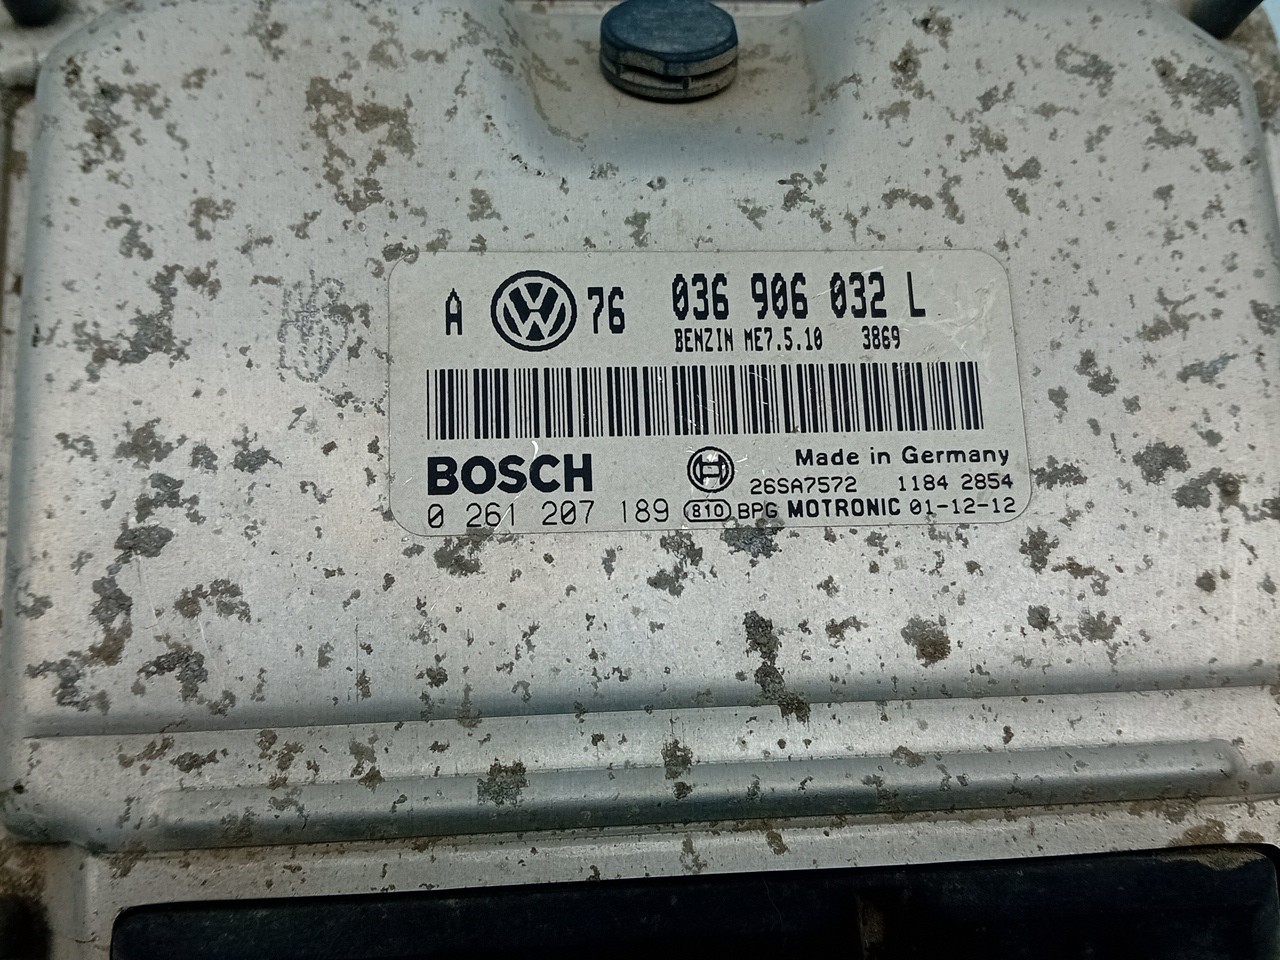 A VW 76 036 906 032 L
BENZIN ME7.5.10 3869
BOSCH
Made in Germany
26SA7572 1184 2854
0 261 207 189 810 BPG MOTRONIC 01-12-12